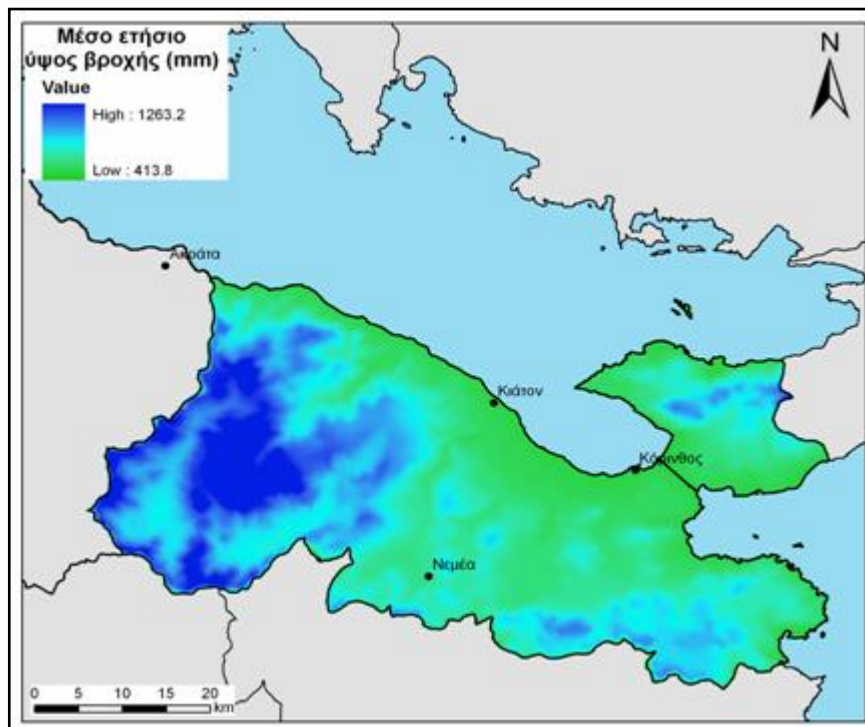 Μέσο ετήσιο
ύψος βροχής (mm)
Value
High : 1263.2
Low : 413.8
N
Ακράτα
Κιάτον
Κόρινθος
Νεμέα
0 5 10 15 20
km